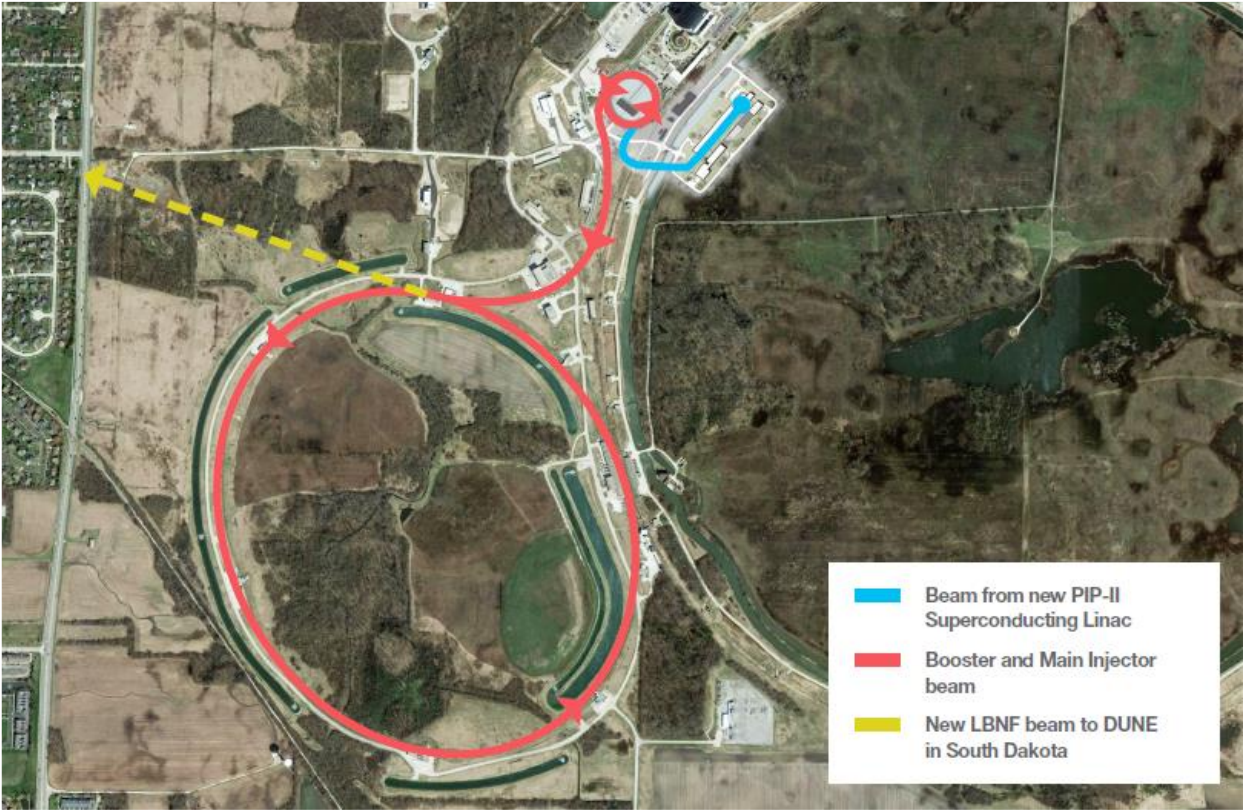 Beam from new PIP-II
Superconducting Linac
Booster and Main Injector
beam
New LBNF beam to DUNE
in South Dakota